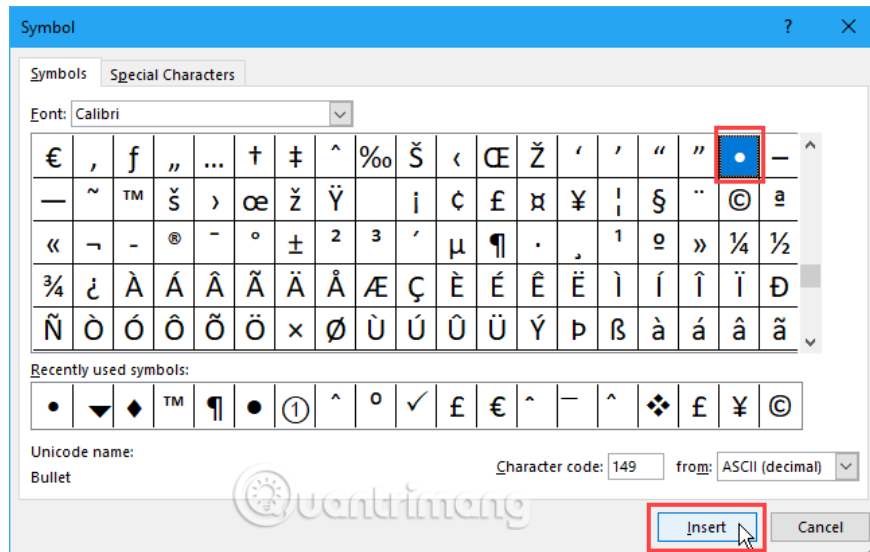 Symbol ? ×
Symbols Special Characters
Font: Calibri
€ ‚ ƒ „ … † ‡ ˆ ‰ Š ‹ Œ Ž ‘ ’ “ ” • –
— ˜ ™ š › œ ž Ÿ ¡ ¢ £ ¤ ¥ ¦ § ¨ © ª
« ¬ - ® ¯ ° ± ² ³ ´ µ ¶ · ¸ ¹ º » ¼ ½
¾ ¿ À Á Â Ã Ä Å Æ Ç È É Ê Ë Ì Í Î Ï Ð
Ñ Ò Ó Ô Õ Ö × Ø Ù Ú Û Ü Ý Þ ß à á â ã
Recently used symbols:
• ◆ ™ ¶ ● ① ˆ º ✓ £ € ˆ ¯ ˆ ❖ £ ¥ ©
Unicode name:
Bullet
Character code: 149 from: ASCII (decimal)
Quantrimang
Insert Cancel